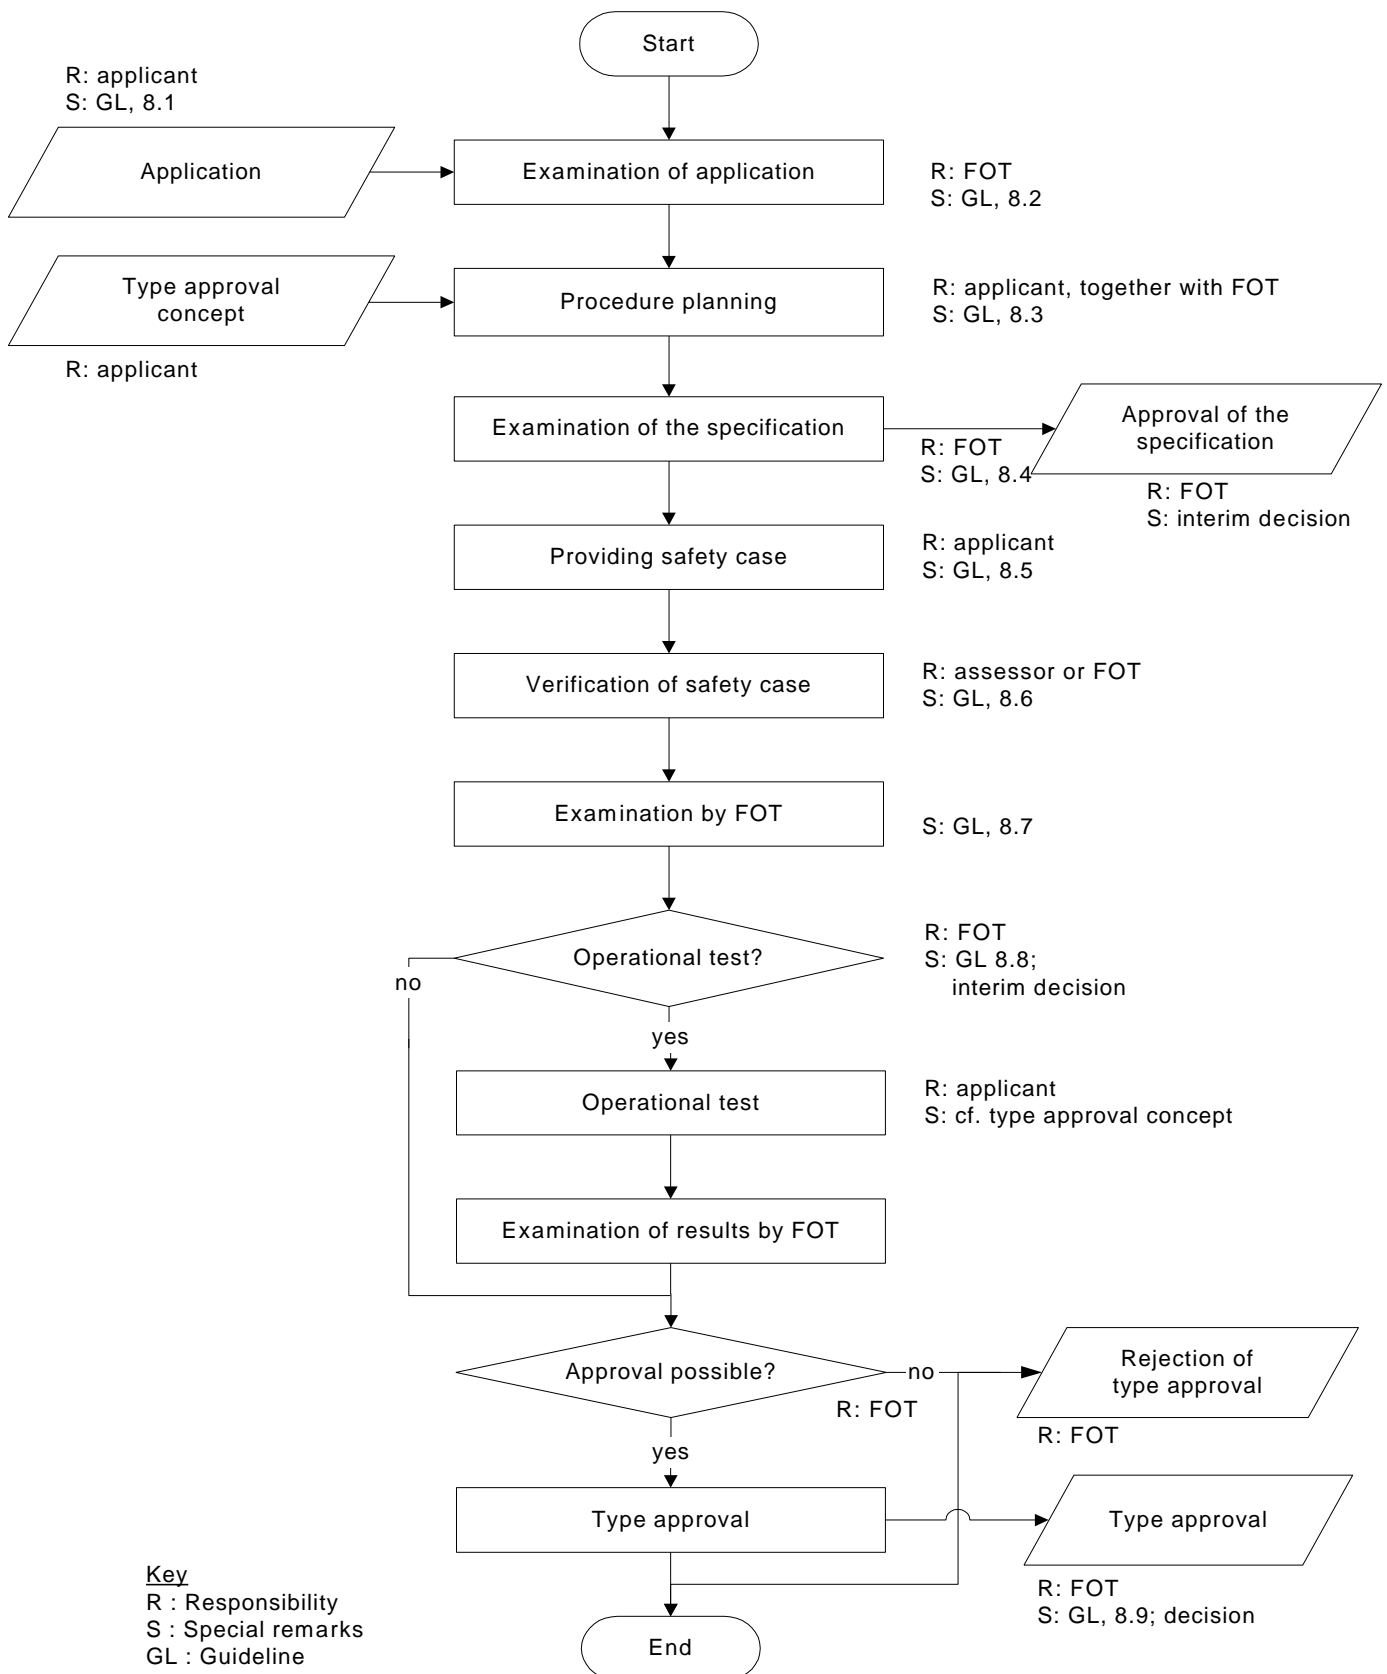 Start
R: applicant
S: GL, 8.1
Application
Examination of application
R: FOT
S: GL, 8.2
Type approval
concept
R: applicant
Procedure planning
R: applicant, together with FOT
S: GL, 8.3
Examination of the specification
R: FOT
S: GL, 8.4
Approval of the
specification
R: FOT
S: interim decision
Providing safety case
R: applicant
S: GL, 8.5
Verification of safety case
R: assessor or FOT
S: GL, 8.6
Examination by FOT
S: GL, 8.7
Operational test?
R: FOT
S: GL 8.8;
interim decision
no
yes
Operational test
R: applicant
S: cf. type approval concept
Examination of results by FOT
Approval possible?
no
R: FOT
Rejection of
type approval
R: FOT
yes
Type approval
Type approval
R: FOT
S: GL, 8.9; decision
End
Key
R : Responsibility
S : Special remarks
GL : Guideline